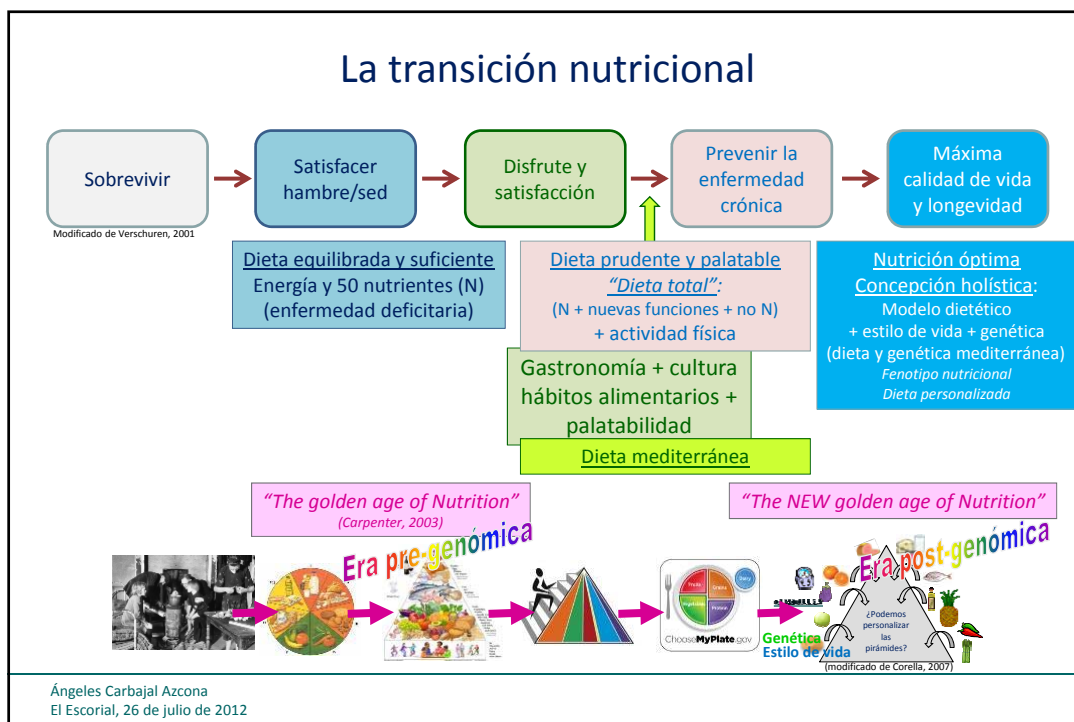 La transición nutricional
Sobrevivir
Satisfacer
hambre/sed
Disfrute y
satisfacción
Prevenir la
enfermedad
crónica
Máxima
calidad de vida
y longevidad
Modificado de Verschuren, 2001
Dieta equilibrada y suficiente
Energía y 50 nutrientes (N)
(enfermedad deficitaria)
Dieta prudente y palatable
“Dieta total”:
(N + nuevas funciones + no N)
+ actividad física
Nutrición óptima
Concepción holística:
Modelo dietético
+ estilo de vida + genética
(dieta y genética mediterránea)
Fenotipo nutricional
Dieta personalizada
Gastronomía + cultura
hábitos alimentarios +
palatabilidad
Dieta mediterránea
“The golden age of Nutrition”
(Carpenter, 2003)
“The NEW golden age of Nutrition”
Era pre-genómica
Era post-genómica
Fruits
Grains
Dairy
Vegetables
Protein
ChooseMyPlate.gov
Genética
Estilo de vida
¿Podemos
personalizar
las
pirámides?
(modificado de Corella, 2007)
Ángeles Carbajal Azcona
El Escorial, 26 de julio de 2012